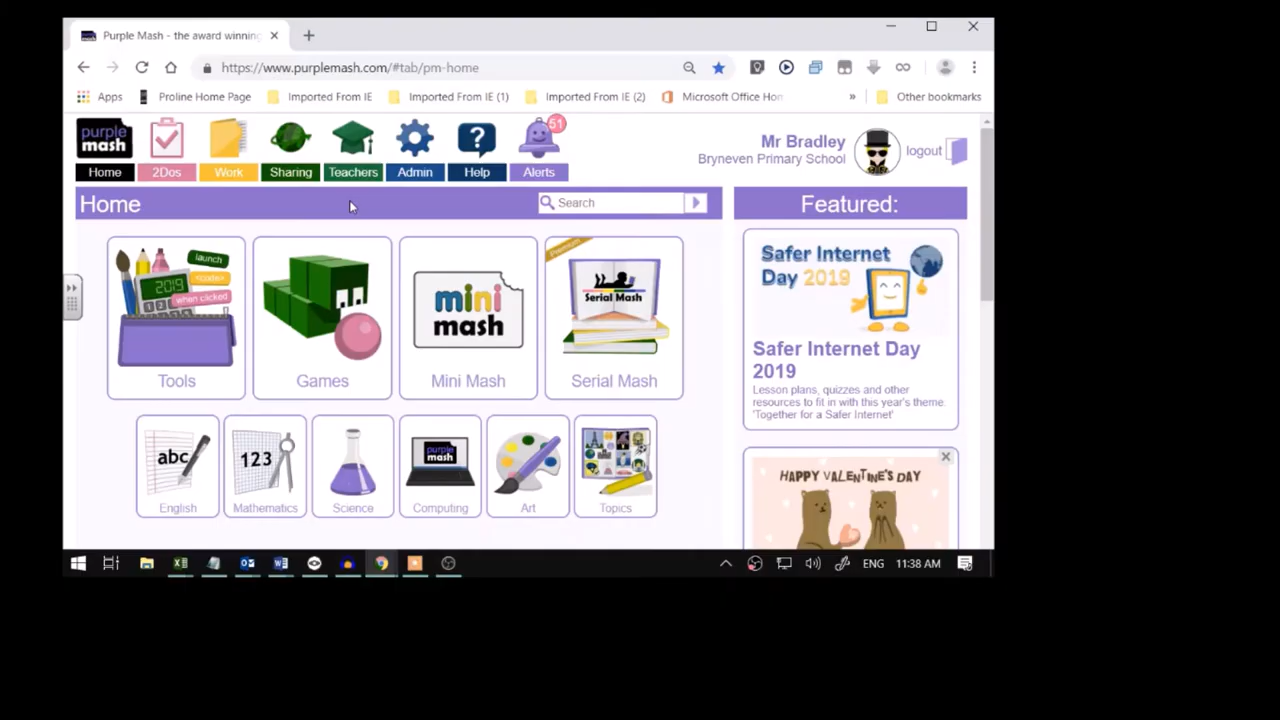 Purple Mash - the award winning
https://www.purplemash.com/#tab/pm-home
Apps
Proline Home Page
Imported From IE
Imported From IE (1)
Imported From IE (2)
Microsoft Office Hom
»
Other bookmarks
purple
mash
?
51
Home
2Dos
Work
Sharing
Teachers
Admin
Help
Alerts
Mr Bradley
Bryneven Primary School
logout
Home
Search
Featured:
launch
2019
when clicked
Tools
Games
mini
mash
Mini Mash
Premium
Serial Mash
Serial Mash
Safer Internet
Day 2019
Safer Internet Day
2019
Lesson plans, quizzes and other
resources to fit in with this year's theme:
'Together for a Safer Internet'
abc
English
123
Mathematics
Science
purple
mash
Computing
Art
Topics
HAPPY VALENTINE'S DAY
ENG
11:38 AM